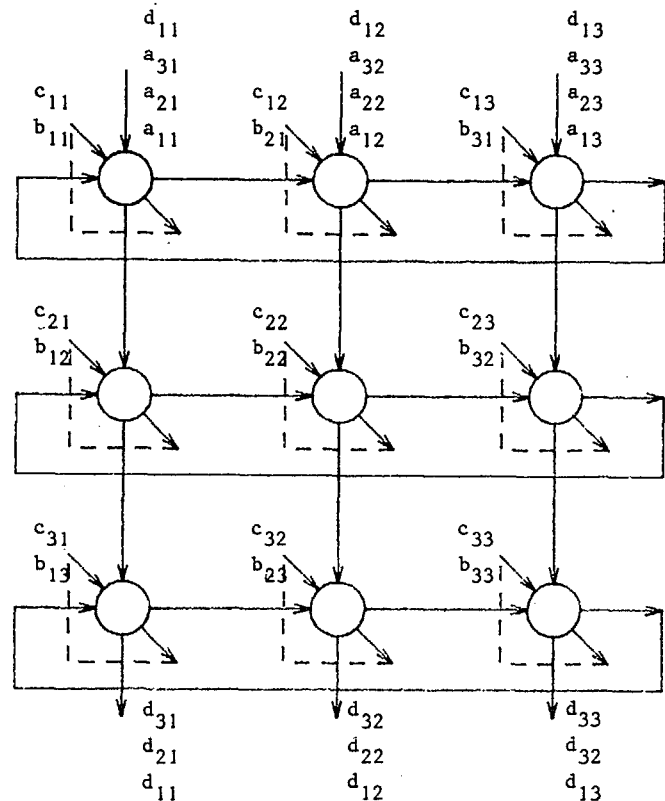 d11 d12 d13
a31 a32 a33
c11 a21 c12 a22 c13 a23
b11 a11 b21 a12 b31 a13
c21 c22 c23
b12 b22 b32
c31 c32 c33
b13 b23 b33
d31 d32 d33
d21 d22 d32
d11 d12 d13